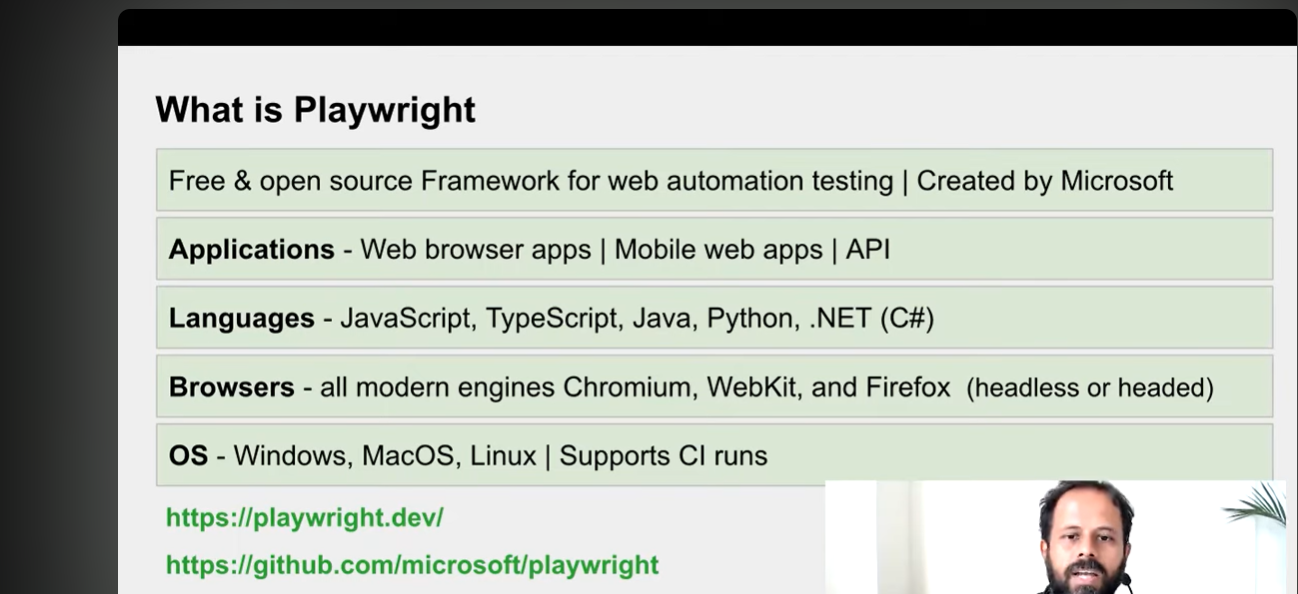 What is Playwright
Free & open source Framework for web automation testing | Created by Microsoft
Applications - Web browser apps | Mobile web apps | API
Languages - JavaScript, TypeScript, Java, Python, .NET (C#)
Browsers - all modern engines Chromium, WebKit, and Firefox (headless or headed)
OS - Windows, MacOS, Linux | Supports CI runs
https://playwright.dev/
https://github.com/microsoft/playwright